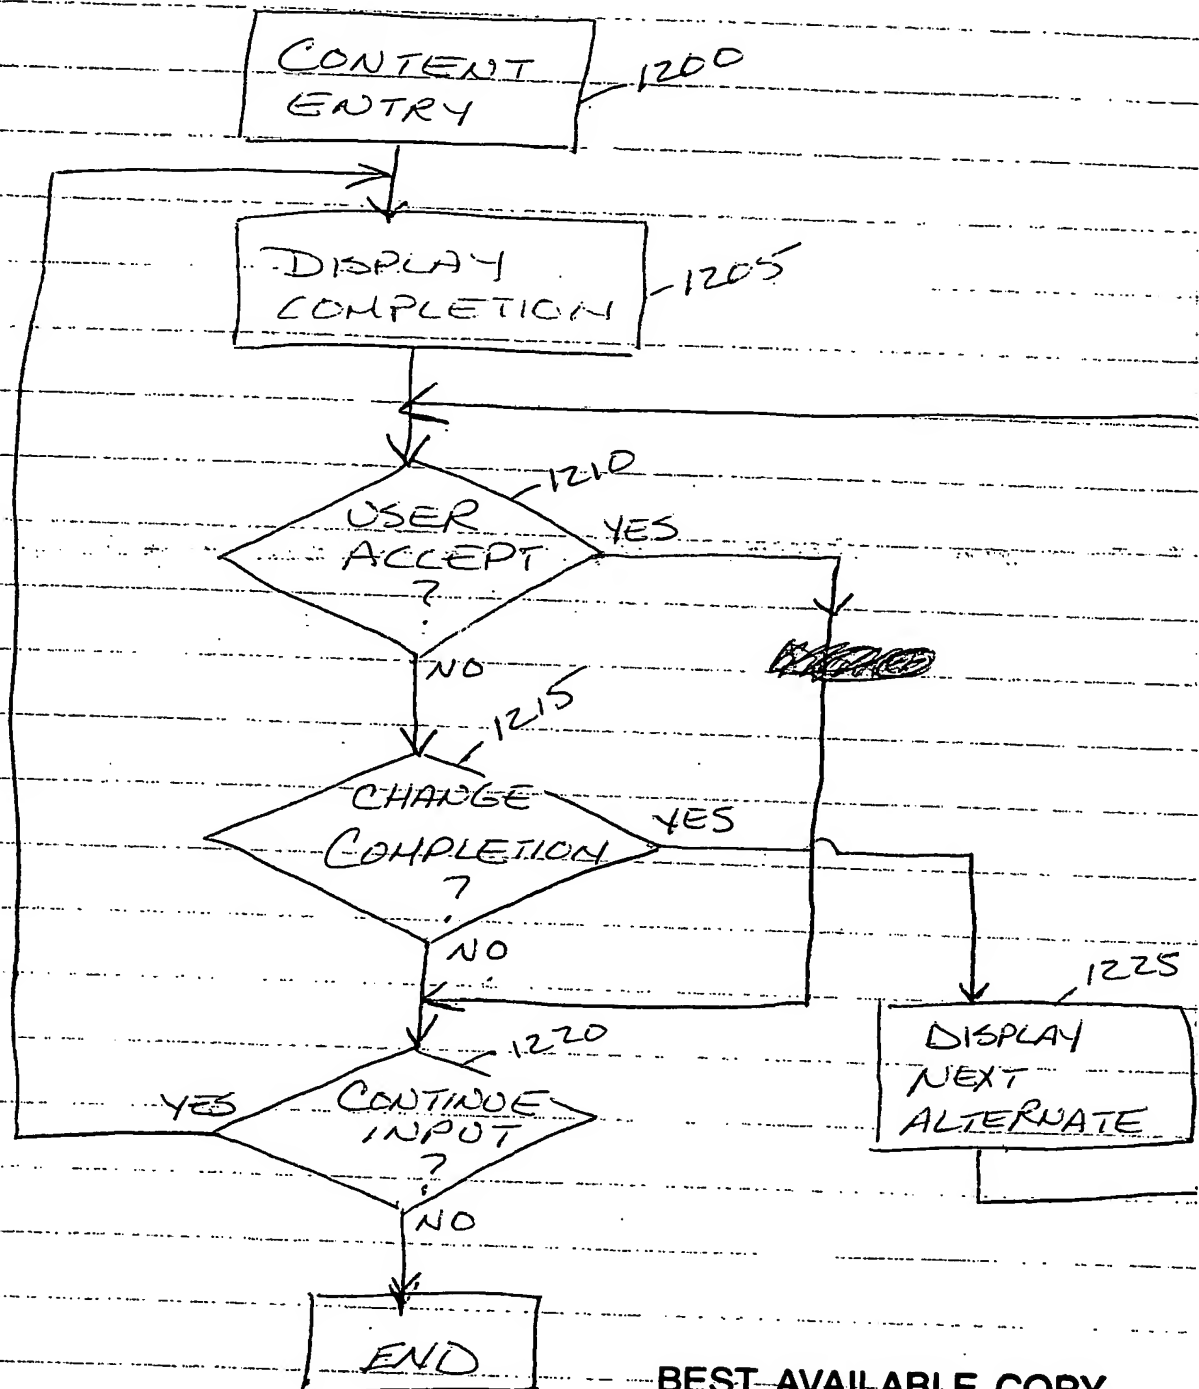 CONTENT
ENTRY
1200
DISPLAY
COMPLETION
1205
1210
USER
ACCEPT
?
YES
NO
1215
CHANGE
COMPLETION
?
YES
NO
1225
DISPLAY
NEXT
ALTERNATE
1220
CONTINUE
INPUT
?
YES
NO
END
BEST AVAILABLE COPY